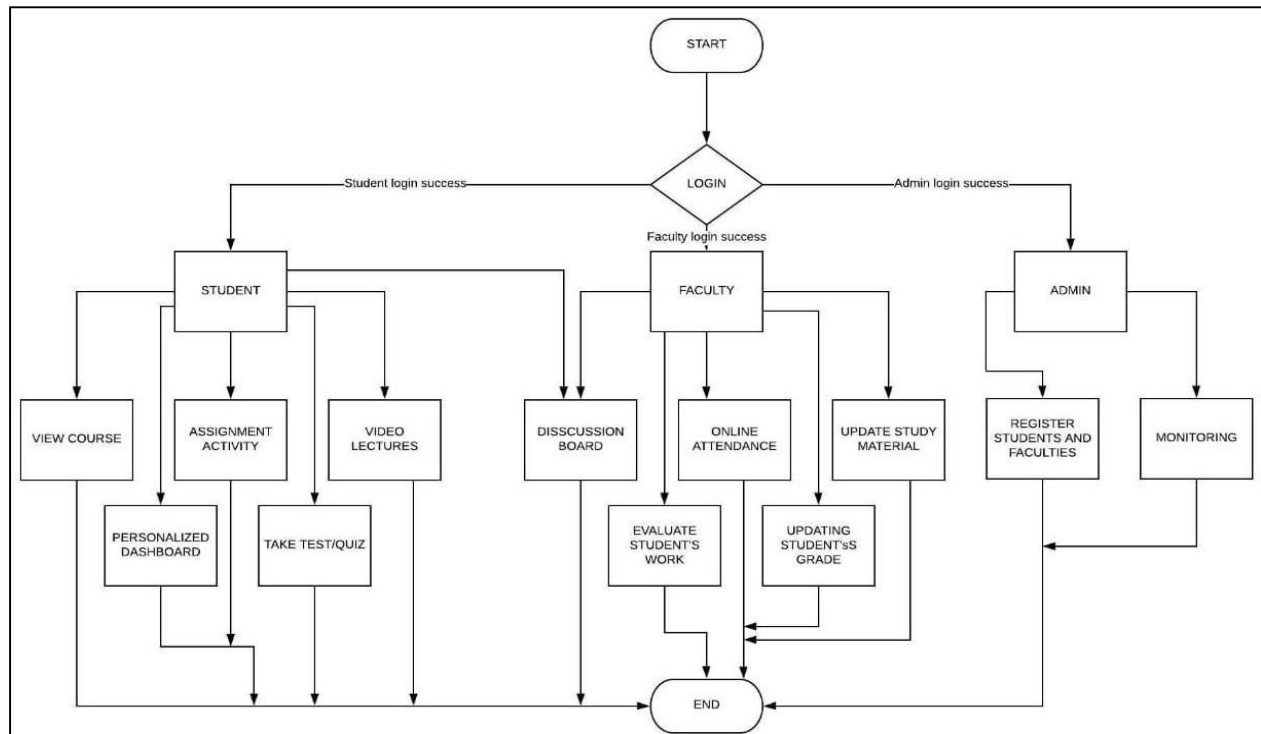 START
LOGIN
Student login success
Admin login success
Faculty login success
STUDENT
FACULTY
ADMIN
VIEW COURSE
ASSIGNMENT
ACTIVITY
VIDEO
LECTURES
DISSCUSSION
BOARD
ONLINE
ATTENDANCE
UPDATE STUDY
MATERIAL
REGISTER
STUDENTS AND
FACULTIES
MONITORING
PERSONALIZED
DASHBOARD
TAKE TEST/QUIZ
EVALUATE
STUDENT'S
WORK
UPDATING
STUDENT'sS
GRADE
END